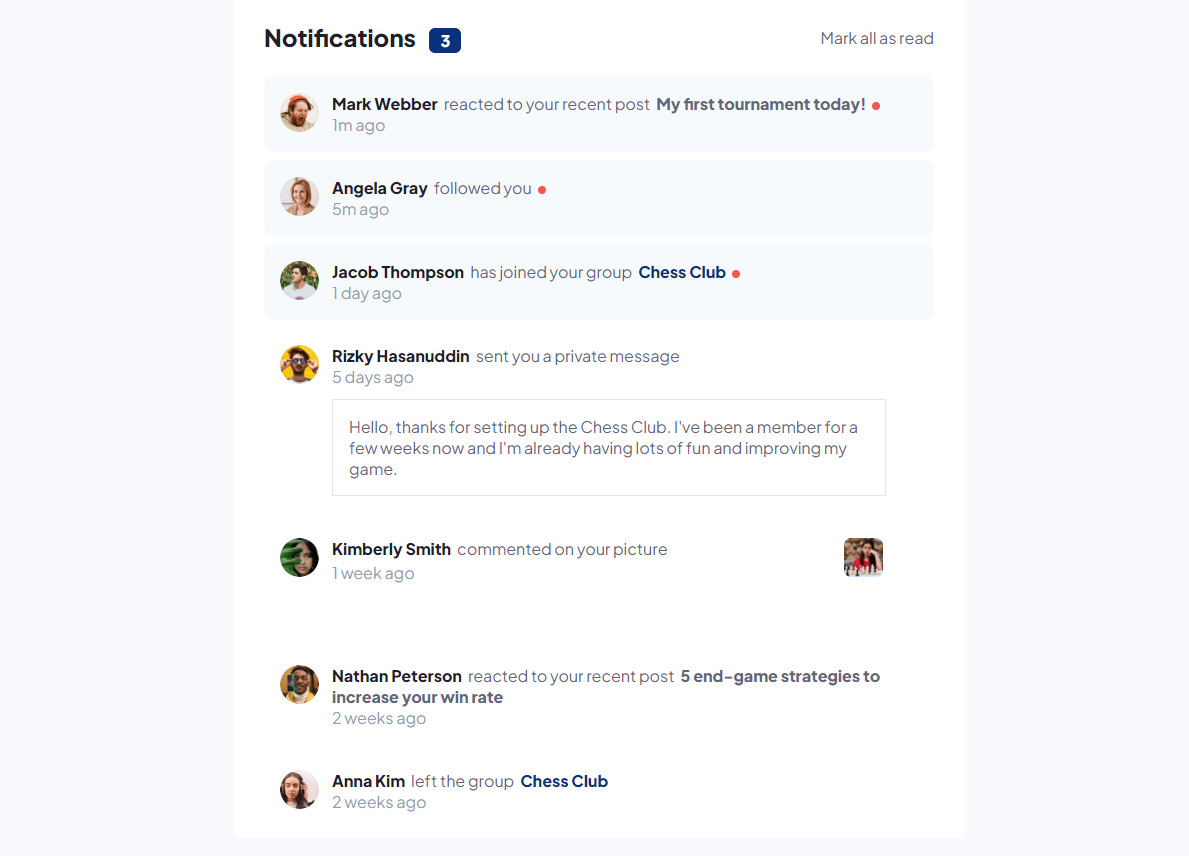 Notifications 3 Mark all as read
Mark Webber reacted to your recent post My first tournament today!
1m ago
Angela Gray followed you
5m ago
Jacob Thompson has joined your group Chess Club
1 day ago
Rizky Hasanuddin sent you a private message
5 days ago
Hello, thanks for setting up the Chess Club. I've been a member for a
few weeks now and I'm already having lots of fun and improving my
game.
Kimberly Smith commented on your picture
1 week ago
Nathan Peterson reacted to your recent post 5 end-game strategies to
increase your win rate
2 weeks ago
Anna Kim left the group Chess Club
2 weeks ago